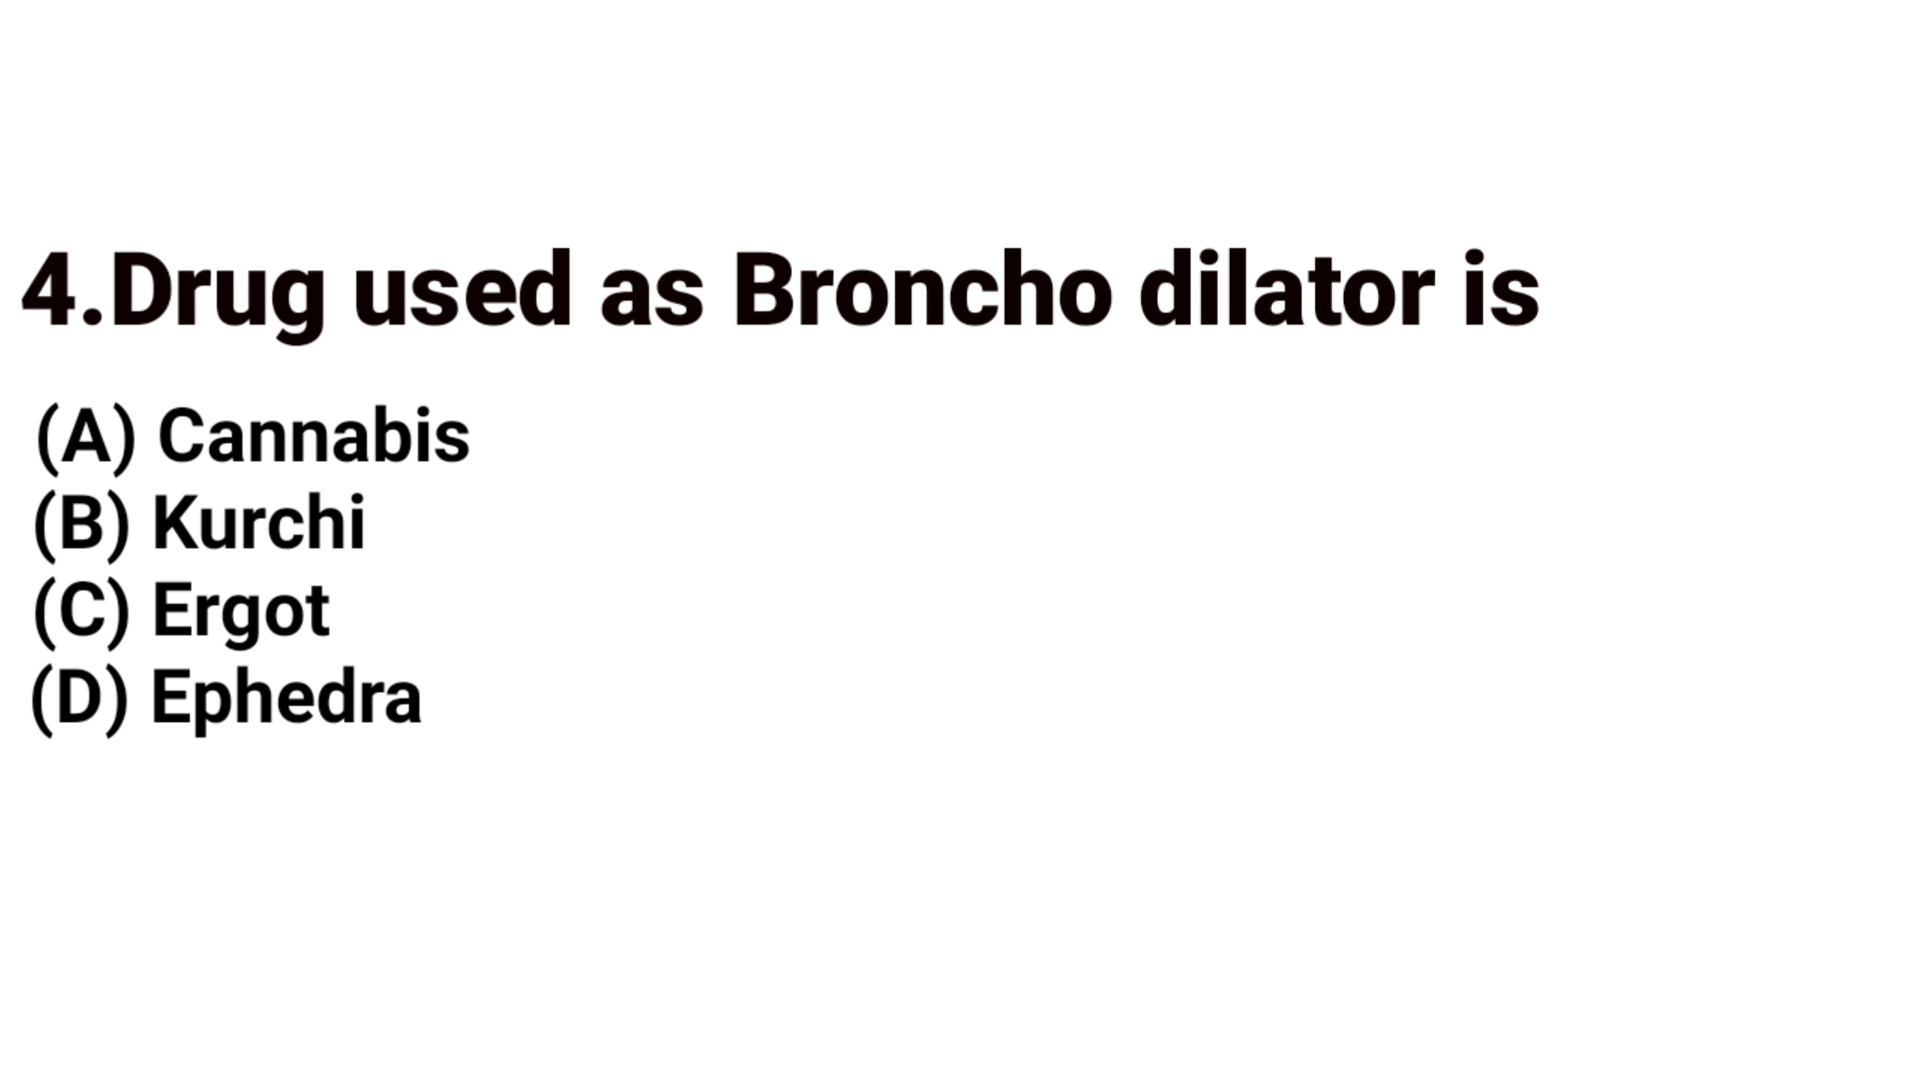 4.Drug used as Broncho dilator is
(A) Cannabis
(B) Kurchi
(C) Ergot
(D) Ephedra